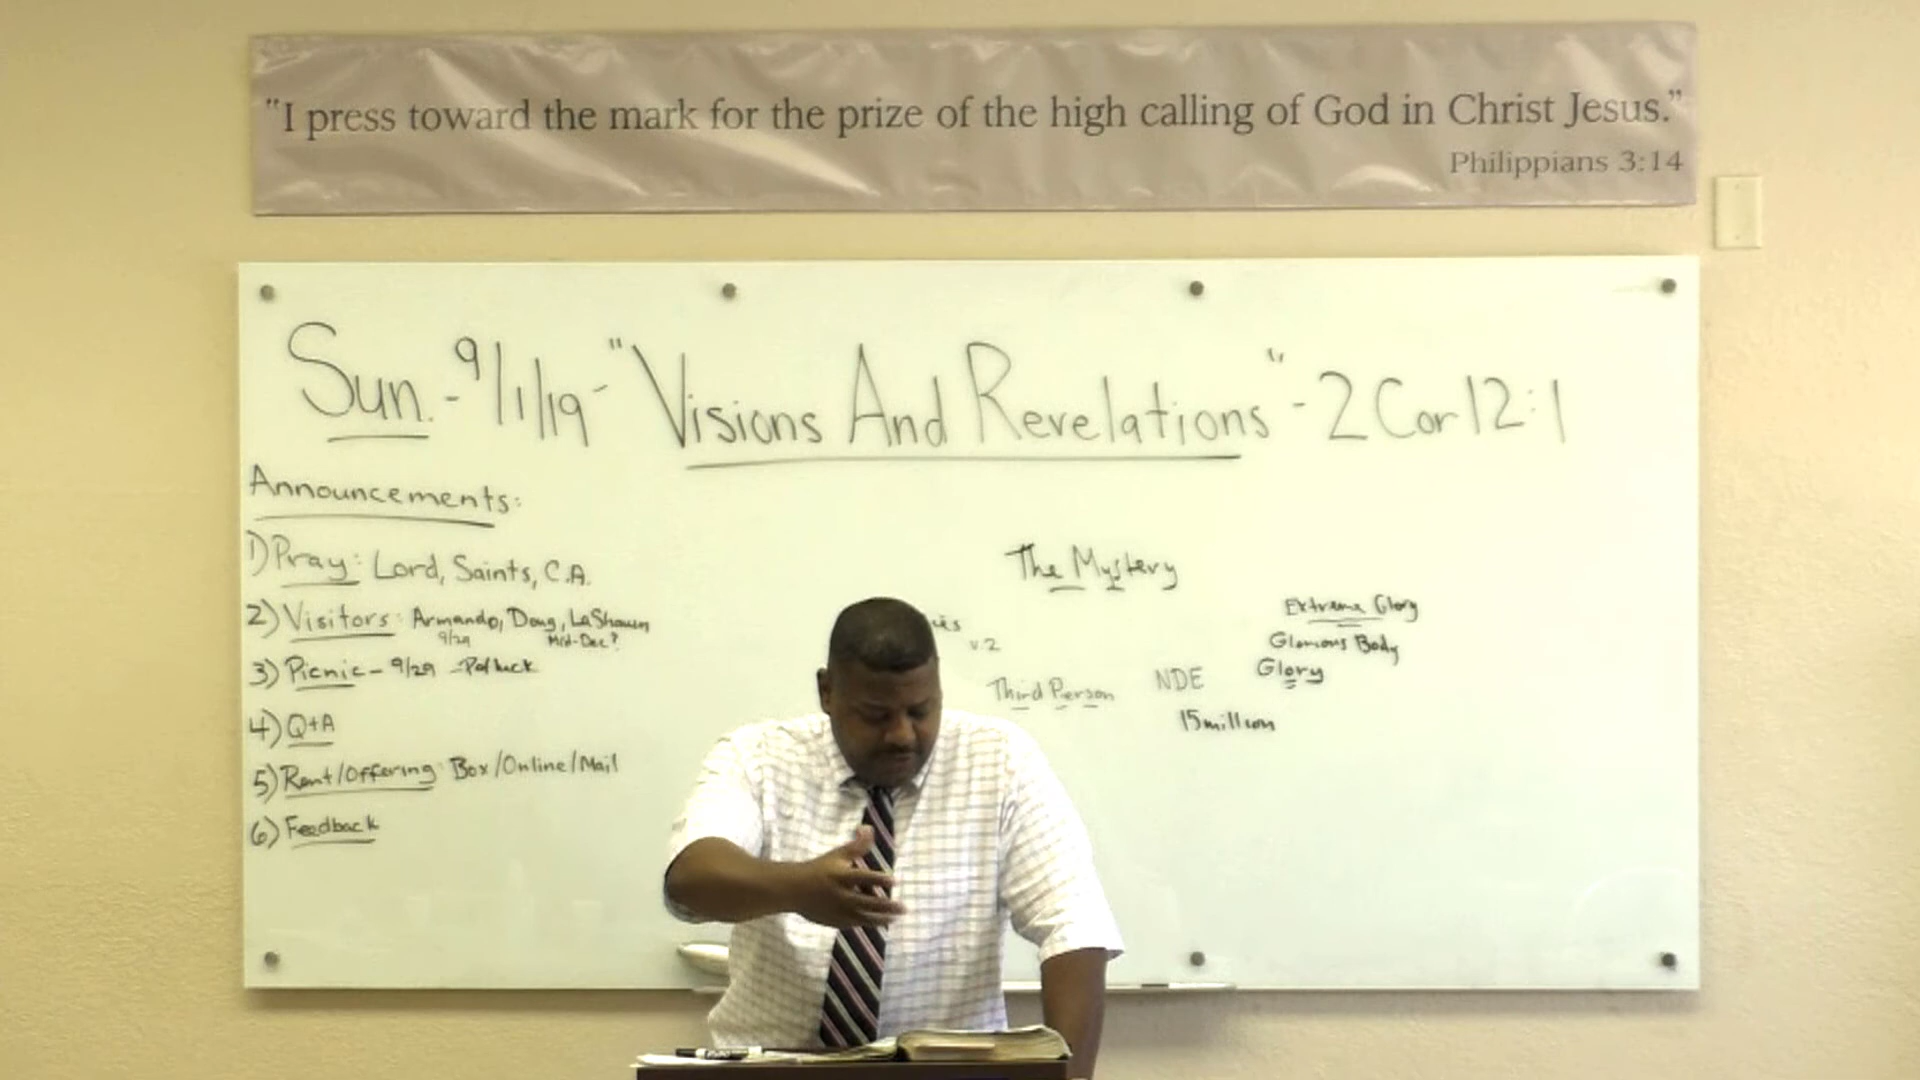 "I press toward the mark for the prize of the high calling of God in Christ Jesus."
Philippians 3:14
Sun. - 9/1/19 - "Visions And Revelations" - 2 Cor 12:1
Announcements:
1) Pray: Lord, Saints, C.A.
2) Visitors: Armando, Doug, LaShawn
9/29 Mid-Dec?
3) Picnic - 9/29 - Potluck
4) Q+A
5) Rent/Offering: Box/Online/Mail
6) Feedback
The Mystery
v.2
Third Person
NDE
15 million
Extreme Glory
Glorious Body
Glory